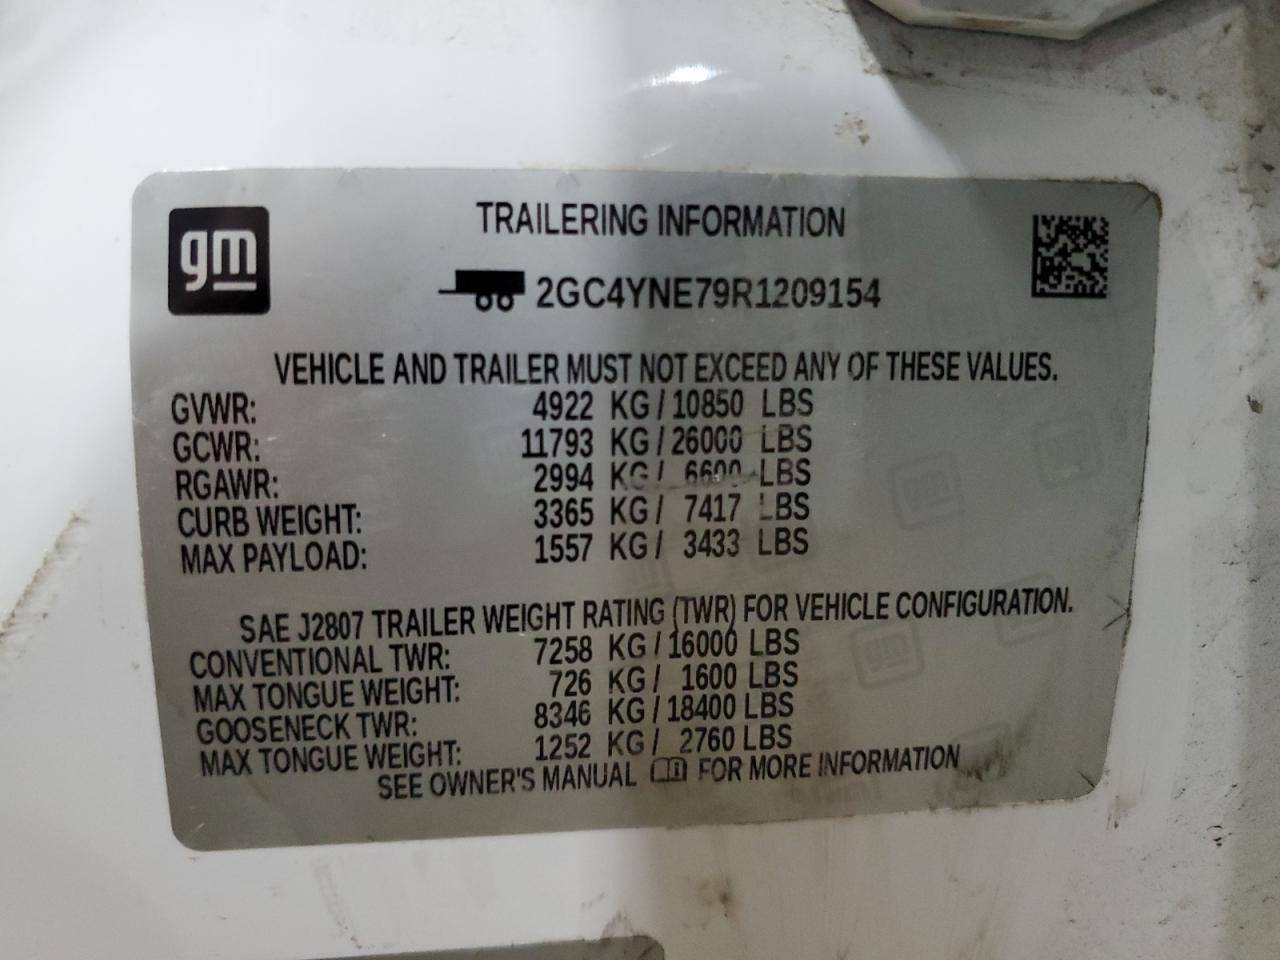 gm
TRAILERING INFORMATION
2GC4YNE79R1209154
VEHICLE AND TRAILER MUST NOT EXCEED ANY OF THESE VALUES.
GVWR: 4922 KG/10850 LBS
GCWR: 11793 KG/26000 LBS
RGAWR: 2994 KG/ 6600 LBS
CURB WEIGHT: 3365 KG/ 7417 LBS
MAX PAYLOAD: 1557 KG/ 3433 LBS
SAE J2807 TRAILER WEIGHT RATING (TWR) FOR VEHICLE CONFIGURATION.
CONVENTIONAL TWR: 7258 KG/16000 LBS
MAX TONGUE WEIGHT: 726 KG/ 1600 LBS
GOOSENECK TWR: 8346 KG/18400 LBS
MAX TONGUE WEIGHT: 1252 KG/ 2760 LBS
SEE OWNER'S MANUAL FOR MORE INFORMATION